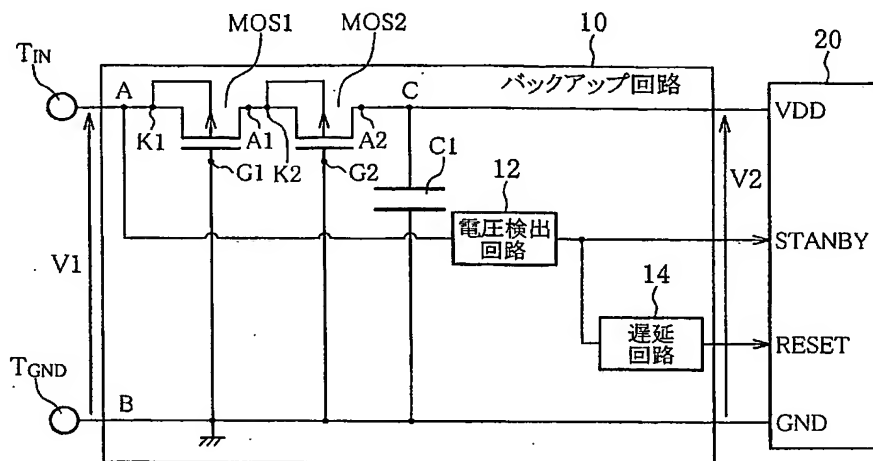 MOS1
MOS2
10
TIN
バックアップ回路
20
A
C
VDD
K1
A1
K2
A2
G1
G2
C1
12
V2
電圧検出
回路
STANBY
V1
14
遅延
回路
RESET
TGND
B
GND